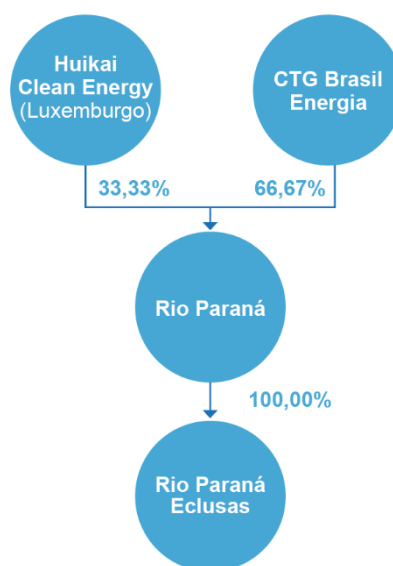 Huikai
Clean Energy
(Luxemburgo)
CTG Brasil
Energia
33,33%
66,67%
Rio Paraná
100,00%
Rio Paraná
Eclusas